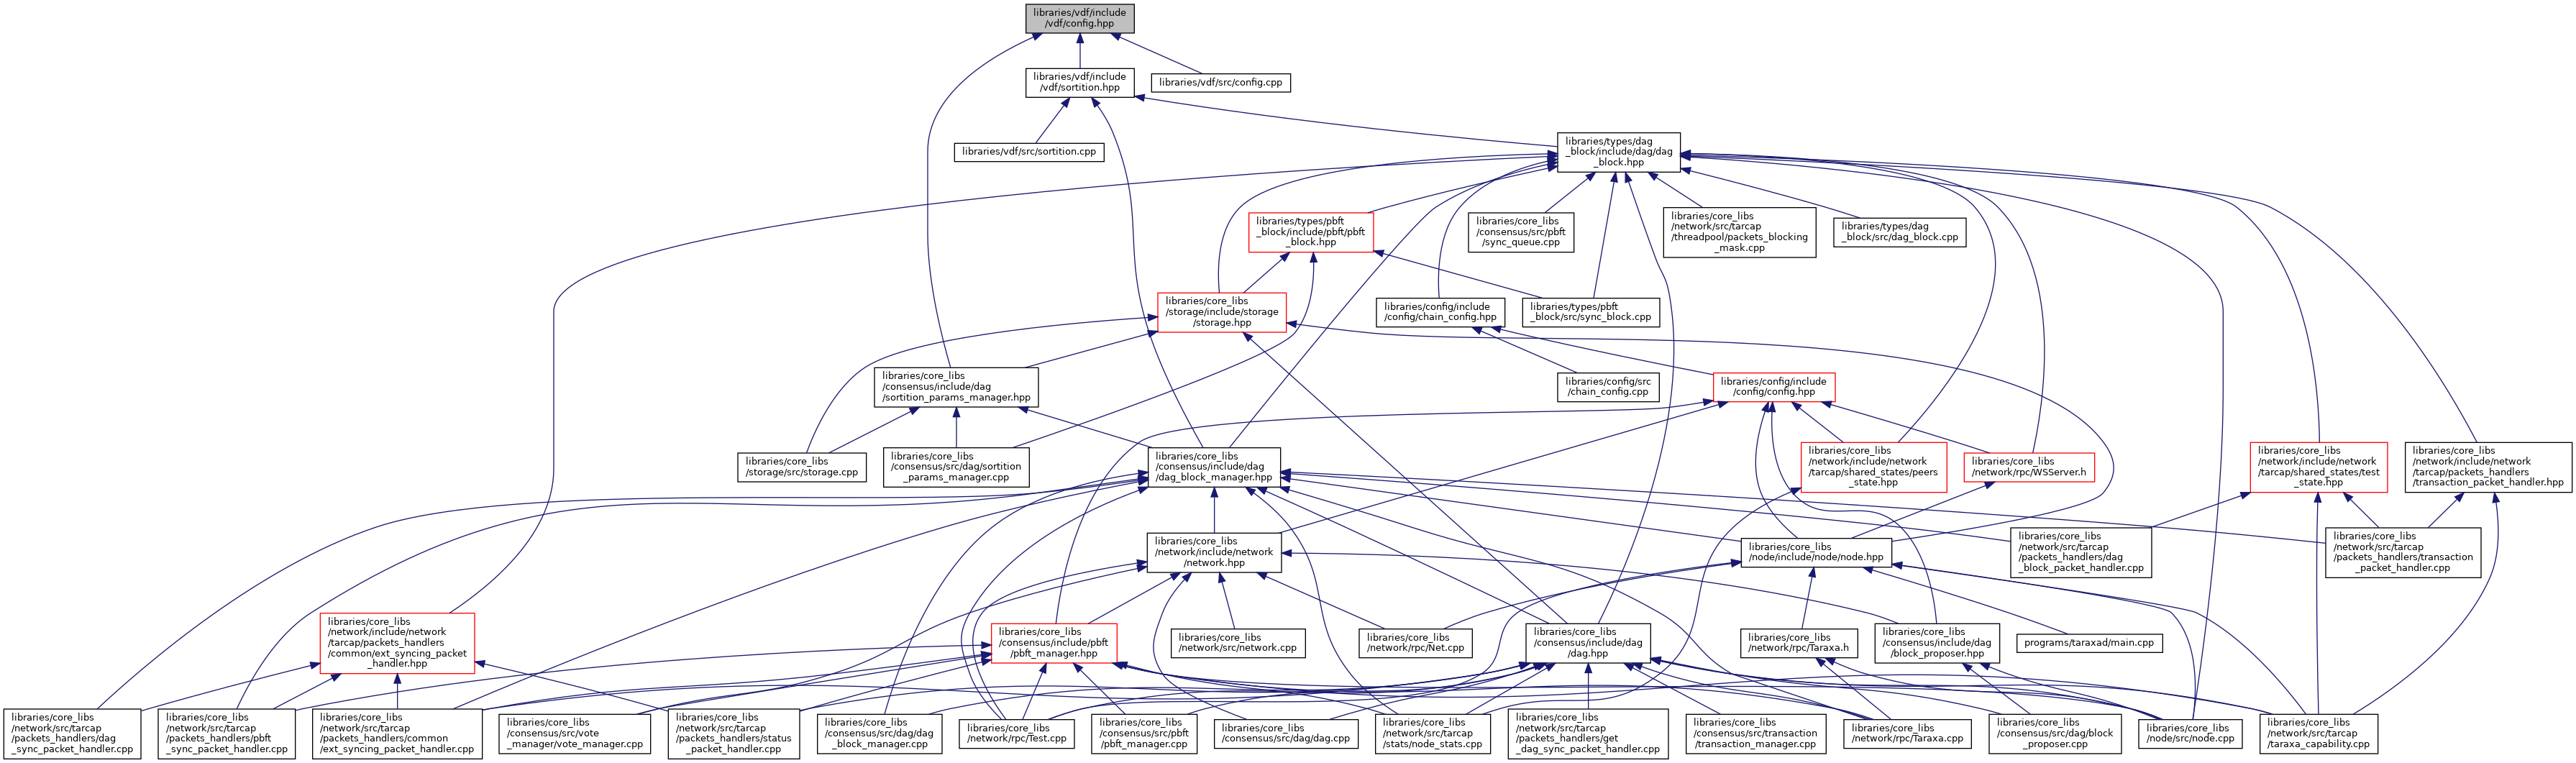 libraries/vdf/include
/vdf/config.hpp
libraries/vdf/include
/vdf/sortition.hpp
libraries/vdf/src/config.cpp
libraries/vdf/src/sortition.cpp
libraries/types/dag
_block/include/dag/dag
_block.hpp
libraries/types/pbft
_block/include/pbft/pbft
_block.hpp
libraries/core_libs
/consensus/src/pbft
/sync_queue.cpp
libraries/core_libs
/network/src/tarcap
/threadpool/packets_blocking
_mask.cpp
libraries/types/dag
_block/src/dag_block.cpp
libraries/core_libs
/storage/include/storage
/storage.hpp
libraries/config/include
/config/chain_config.hpp
libraries/types/pbft
_block/src/sync_block.cpp
libraries/core_libs
/consensus/include/dag
/sortition_params_manager.hpp
libraries/config/src
/chain_config.cpp
libraries/config/include
/config/config.hpp
libraries/core_libs
/storage/src/storage.cpp
libraries/core_libs
/consensus/src/dag/sortition
_params_manager.cpp
libraries/core_libs
/consensus/include/dag
/dag_block_manager.hpp
libraries/core_libs
/network/include/network
/tarcap/shared_states/peers
_state.hpp
libraries/core_libs
/network/rpc/WSServer.h
libraries/core_libs
/network/include/network
/tarcap/shared_states/test
_state.hpp
libraries/core_libs
/network/include/network
/tarcap/packets_handlers
/transaction_packet_handler.hpp
libraries/core_libs
/network/include/network
/network.hpp
libraries/core_libs
/node/include/node/node.hpp
libraries/core_libs
/network/src/tarcap
/packets_handlers/dag
_block_packet_handler.cpp
libraries/core_libs
/network/src/tarcap
/packets_handlers/transaction
_packet_handler.cpp
libraries/core_libs
/network/include/network
/tarcap/packets_handlers
/common/ext_syncing_packet
_handler.hpp
libraries/core_libs
/consensus/include/pbft
/pbft_manager.hpp
libraries/core_libs
/network/src/network.cpp
libraries/core_libs
/network/rpc/Net.cpp
libraries/core_libs
/consensus/include/dag
/dag.hpp
libraries/core_libs
/network/rpc/Taraxa.h
libraries/core_libs
/consensus/include/dag
/block_proposer.hpp
programs/taraxad/main.cpp
libraries/core_libs
/network/src/tarcap
/packets_handlers/dag
_sync_packet_handler.cpp
libraries/core_libs
/network/src/tarcap
/packets_handlers/pbft
_sync_packet_handler.cpp
libraries/core_libs
/network/src/tarcap
/packets_handlers/common
/ext_syncing_packet_handler.cpp
libraries/core_libs
/consensus/src/vote
_manager/vote_manager.cpp
libraries/core_libs
/network/src/tarcap
/packets_handlers/status
_packet_handler.cpp
libraries/core_libs
/consensus/src/dag/dag
_block_manager.cpp
libraries/core_libs
/network/rpc/Test.cpp
libraries/core_libs
/consensus/src/pbft
/pbft_manager.cpp
libraries/core_libs
/consensus/src/dag/dag.cpp
libraries/core_libs
/network/src/tarcap
/stats/node_stats.cpp
libraries/core_libs
/network/src/tarcap
/packets_handlers/get
_dag_sync_packet_handler.cpp
libraries/core_libs
/consensus/src/transaction
/transaction_manager.cpp
libraries/core_libs
/network/rpc/Taraxa.cpp
libraries/core_libs
/consensus/src/dag/block
_proposer.cpp
libraries/core_libs
/node/src/node.cpp
libraries/core_libs
/network/src/tarcap
/taraxa_capability.cpp